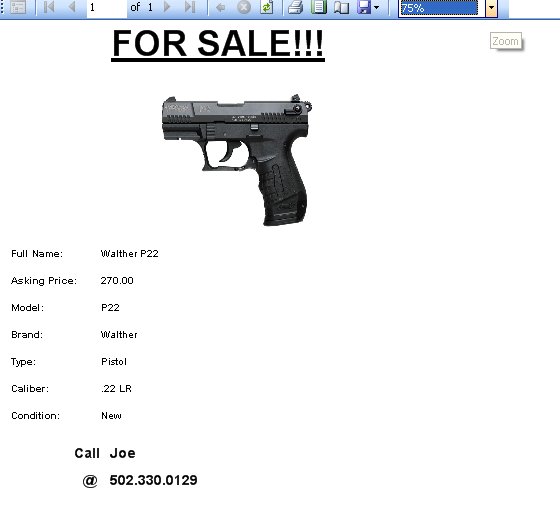 1 of 1 75%
FOR SALE!!!
Zoom
Full Name: Walther P22
Asking Price: 270.00
Model: P22
Brand: Walther
Type: Pistol
Caliber: .22 LR
Condition: New
Call Joe
@ 502.330.0129